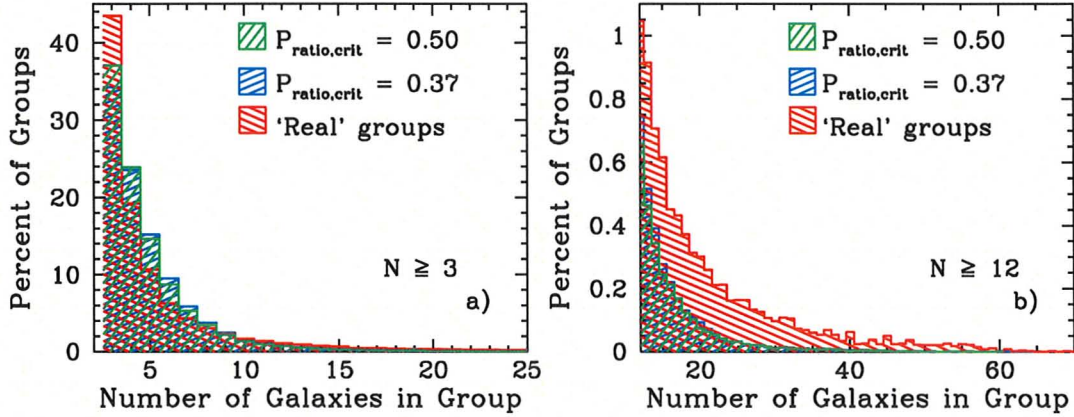 P_ratio,crit = 0.50
P_ratio,crit = 0.37
'Real' groups
N ≧ 3
a)
Percent of Groups
40
30
20
10
0
5 10 15 20 25
Number of Galaxies in Group
P_ratio,crit = 0.50
P_ratio,crit = 0.37
'Real' groups
N ≧ 12
b)
Percent of Groups
1
0.8
0.6
0.4
0.2
0
20 40 60
Number of Galaxies in Group